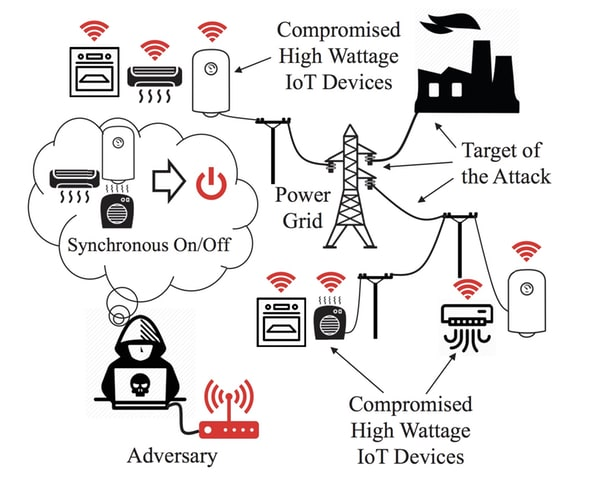 Compromised
High Wattage
IoT Devices
Target of
the Attack
Power
Grid
Synchronous On/Off
Adversary
Compromised
High Wattage
IoT Devices